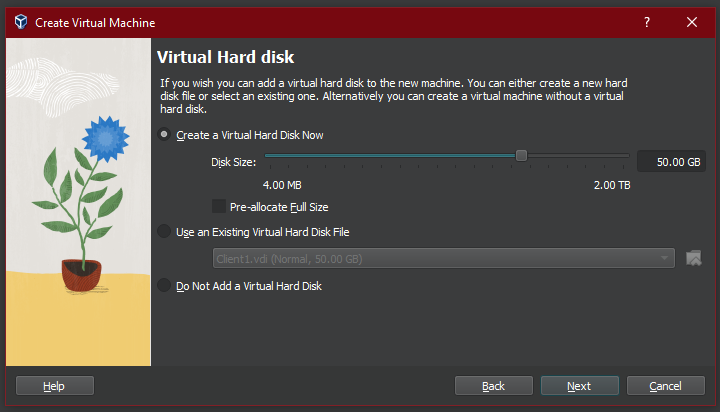 Create Virtual Machine
?
Virtual Hard disk
If you wish you can add a virtual hard disk to the new machine. You can either create a new hard
disk file or select an existing one. Alternatively you can create a virtual machine without a virtual
hard disk.
Create a Virtual Hard Disk Now
Disk Size:
50.00 GB
4.00 MB
2.00 TB
Pre-allocate Full Size
Use an Existing Virtual Hard Disk File
Client1.vdi (Normal, 50.00 GB)
Do Not Add a Virtual Hard Disk
Help
Back
Next
Cancel